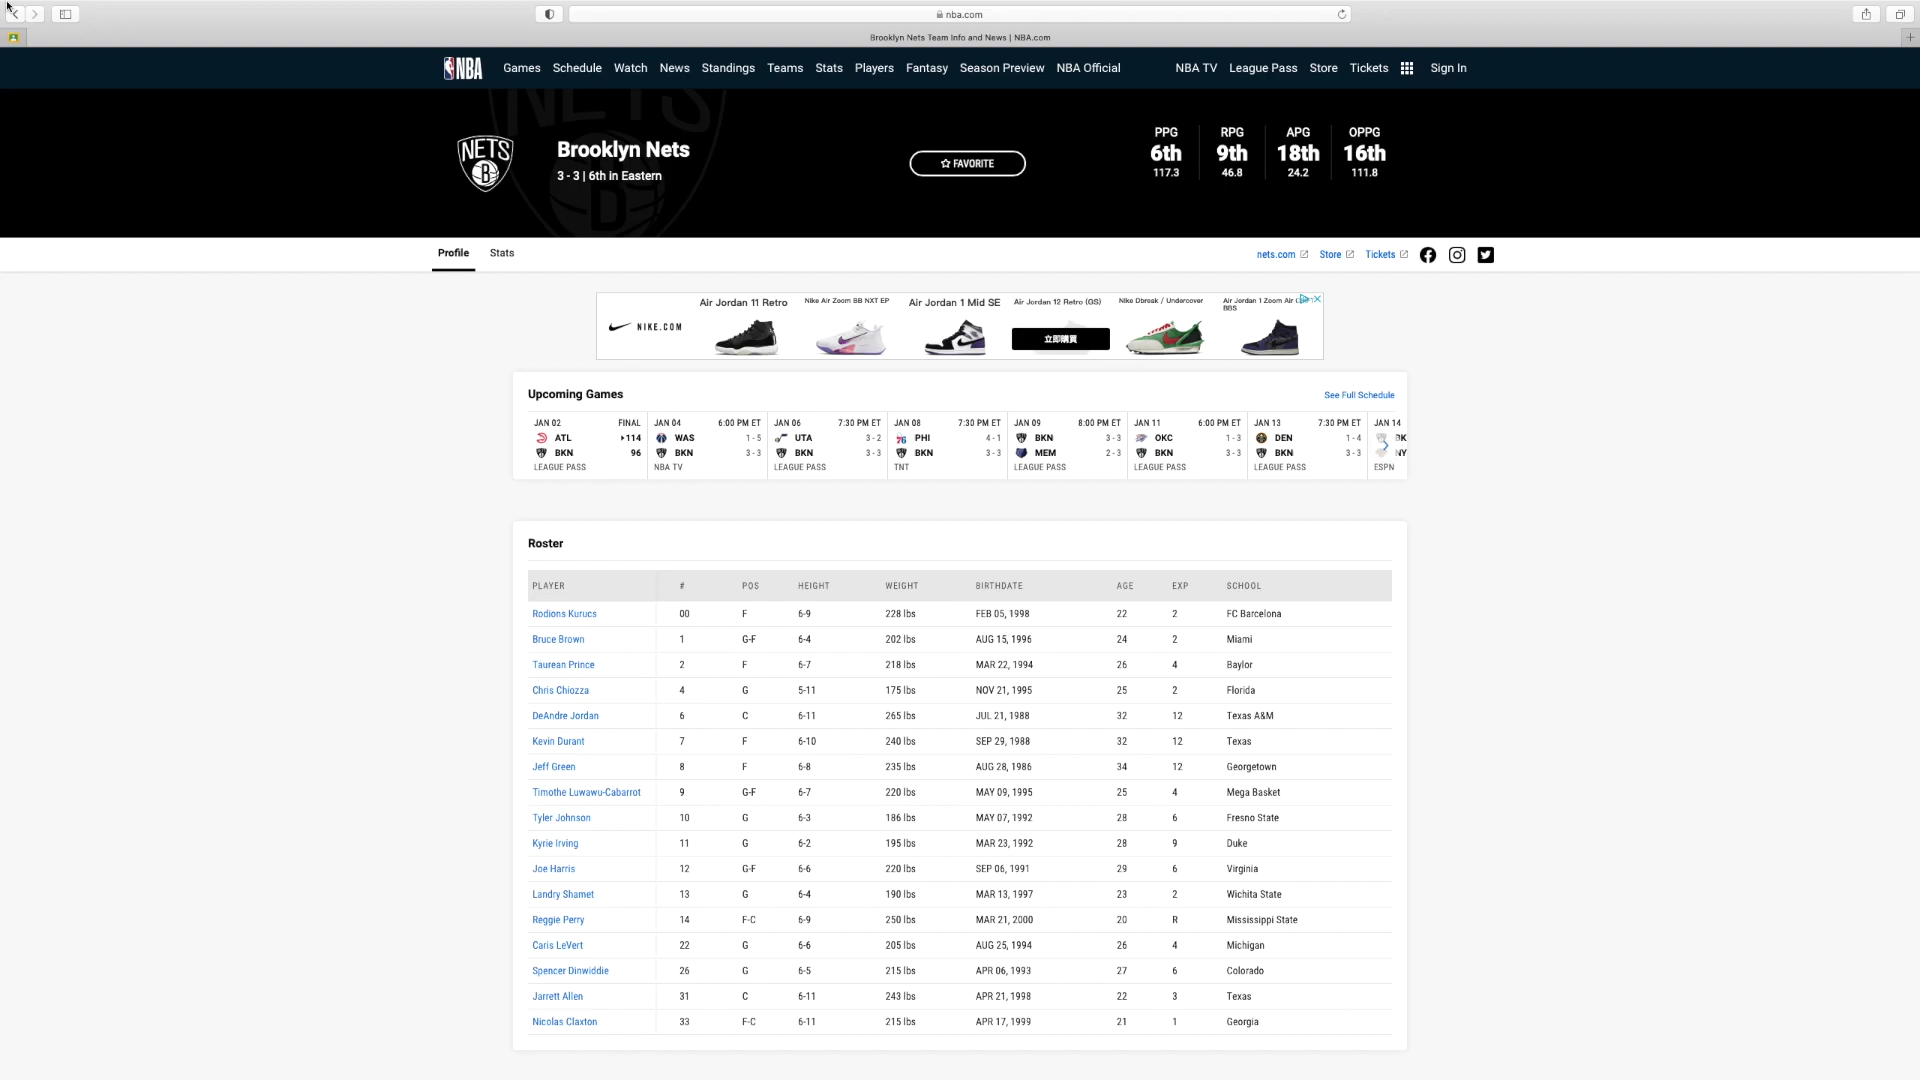 nba.com
Brooklyn Nets Team Info and News | NBA.com
NBA Games Schedule Watch News Standings Teams Stats Players Fantasy Season Preview NBA Official NBA TV League Pass Store Tickets Sign In
NETS
NETS B
Brooklyn Nets
3 - 3 | 6th in Eastern
FAVORITE
PPG RPG APG OPPG
6th 9th 18th 16th
117.3 46.8 24.2 111.8
Profile Stats nets.com Store Tickets
NIKE.COM
Air Jordan 11 Retro
Nike Air Zoom BB NXT EP
Air Jordan 1 Mid SE
Air Jordan 12 Retro (GS)
立即購買
Nike Dbreak / Undercover
Air Jordan 1 Zoom Air
BBS
Upcoming Games See Full Schedule
JAN 02 FINAL
ATL 114
BKN 96
LEAGUE PASS
JAN 04 6:00 PM ET
WAS 1 - 5
BKN 3 - 3
NBA TV
JAN 06 7:30 PM ET
UTA 3 - 2
BKN 3 - 3
LEAGUE PASS
JAN 08 7:30 PM ET
76 PHI 4 - 1
BKN 3 - 3
TNT
JAN 09 8:00 PM ET
BKN 3 - 3
MEM 2 - 3
LEAGUE PASS
JAN 11 6:00 PM ET
OKC 1 - 3
BKN 3 - 3
LEAGUE PASS
JAN 13 7:30 PM ET
DEN 1 - 4
BKN 3 - 3
LEAGUE PASS
JAN 14
NY
ESPN
Roster
PLAYER # POS HEIGHT WEIGHT BIRTHDATE AGE EXP SCHOOL
Rodions Kurucs 00 F 6-9 228 lbs FEB 05, 1998 22 2 FC Barcelona
Bruce Brown 1 G-F 6-4 202 lbs AUG 15, 1996 24 2 Miami
Taurean Prince 2 F 6-7 218 lbs MAR 22, 1994 26 4 Baylor
Chris Chiozza 4 G 5-11 175 lbs NOV 21, 1995 25 2 Florida
DeAndre Jordan 6 C 6-11 265 lbs JUL 21, 1988 32 12 Texas A&M
Kevin Durant 7 F 6-10 240 lbs SEP 29, 1988 32 12 Texas
Jeff Green 8 F 6-8 235 lbs AUG 28, 1986 34 12 Georgetown
Timothe Luwawu-Cabarrot 9 G-F 6-7 220 lbs MAY 09, 1995 25 4 Mega Basket
Tyler Johnson 10 G 6-3 186 lbs MAY 07, 1992 28 6 Fresno State
Kyrie Irving 11 G 6-2 195 lbs MAR 23, 1992 28 9 Duke
Joe Harris 12 G-F 6-6 220 lbs SEP 06, 1991 29 6 Virginia
Landry Shamet 13 G 6-4 190 lbs MAR 13, 1997 23 2 Wichita State
Reggie Perry 14 F-C 6-9 250 lbs MAR 21, 2000 20 R Mississippi State
Caris LeVert 22 G 6-6 205 lbs AUG 25, 1994 26 4 Michigan
Spencer Dinwiddie 26 G 6-5 215 lbs APR 06, 1993 27 6 Colorado
Jarrett Allen 31 C 6-11 243 lbs APR 21, 1998 22 3 Texas
Nicolas Claxton 33 F-C 6-11 215 lbs APR 17, 1999 21 1 Georgia